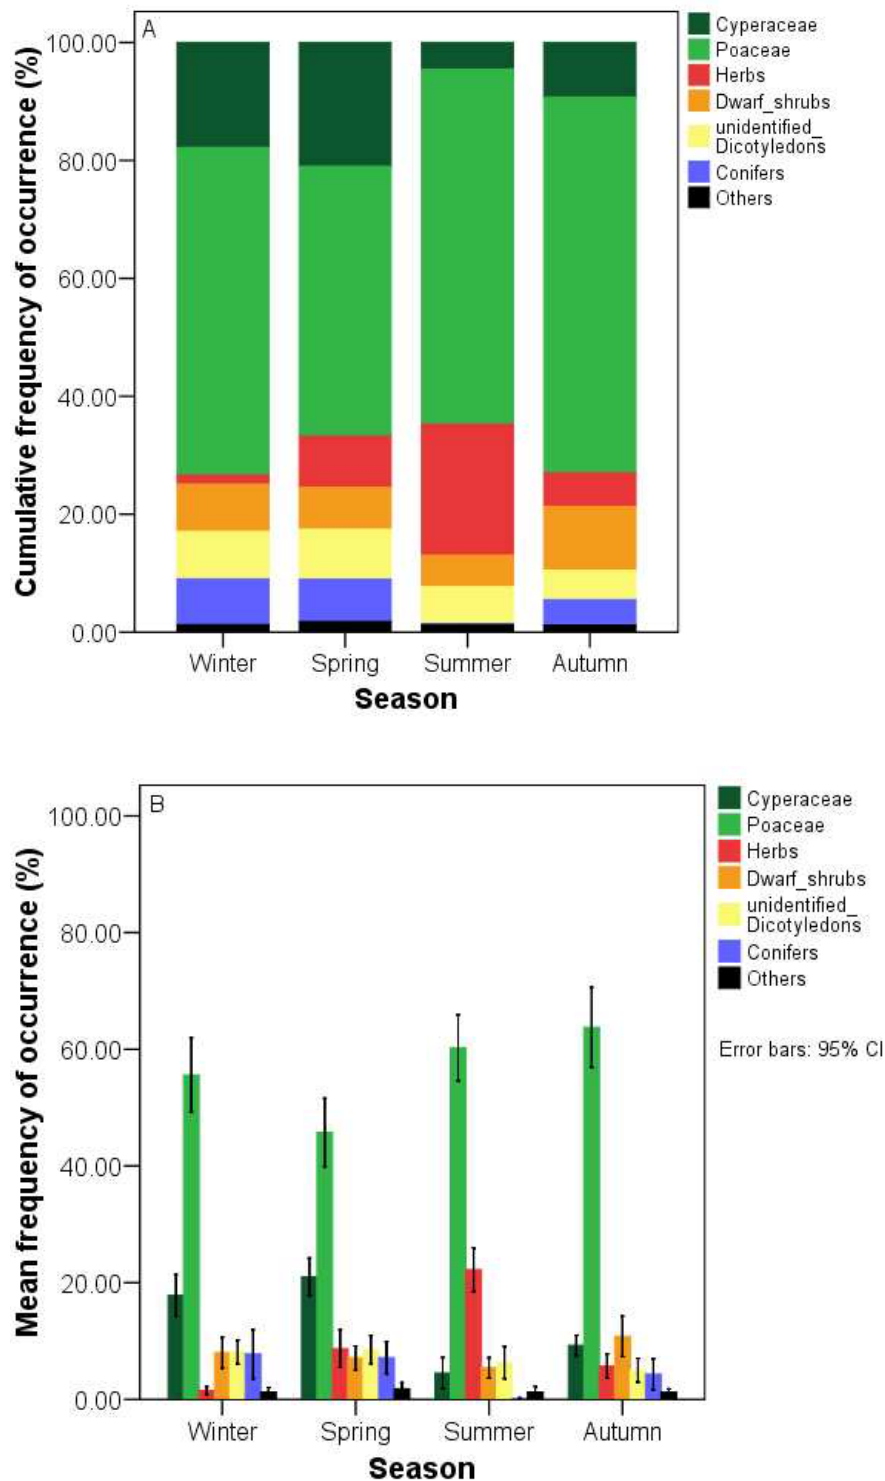 A
Cumulative frequency of occurrence (%)
100.00
80.00
60.00
40.00
20.00
0.00
Winter Spring Summer Autumn
Season
Cyperaceae
Poaceae
Herbs
Dwarf_shrubs
unidentified_
Dicotyledons
Conifers
Others
B
Mean frequency of occurrence (%)
100.00
80.00
60.00
40.00
20.00
0.00
Winter Spring Summer Autumn
Season
Cyperaceae
Poaceae
Herbs
Dwarf_shrubs
unidentified_
Dicotyledons
Conifers
Others
Error bars: 95% CI